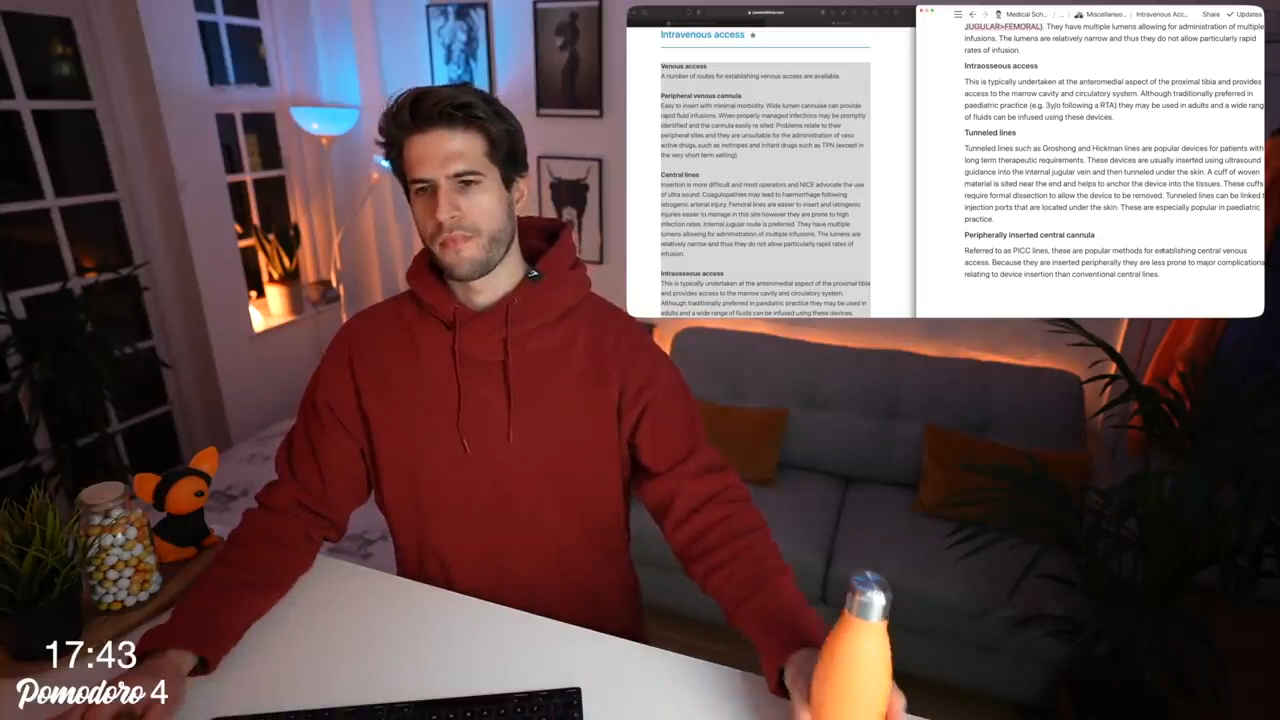 passmedicine.com
Intravenous access ★
Venous access
A number of routes for establishing venous access are available.
Peripheral venous cannula
Easy to insert with minimal morbidity. Wide lumen cannulae can provide
rapid fluid infusions. When properly managed infections may be promptly
identified and the cannula easily re sited. Problems relate to their
peripheral sites and they are unsuitable for the administration of vaso
active drugs, such as inotropes and irritant drugs such as TPN (except in
the very short term setting).
Central lines
Insertion is more difficult and most operators and NICE advocate the use
of ultra sound. Coagulopathies may lead to haemorrhage following
iatrogenic arterial injury. Femoral lines are easier to insert and iatrogenic
injuries easier to manage in this site however they are prone to high
infection rates. Internal jugular route is preferred. They have multiple
lumens allowing for administration of multiple infusions. The lumens are
relatively narrow and thus they do not allow particularly rapid rates of
infusion.
Intraosseous access
This is typically undertaken at the anteromedial aspect of the proximal tibia
and provides access to the marrow cavity and circulatory system.
Although traditionally preferred in paediatric practice they may be used in
adults and a wide range of fluids can be infused using these devices.
Medical Sch... / ... / Miscellaneo... / Intravenous Acc... Share Updates
JUGULAR>FEMORAL). They have multiple lumens allowing for administration of multiple
infusions. The lumens are relatively narrow and thus they do not allow particularly rapid
rates of infusion.
Intraosseous access
This is typically undertaken at the anteromedial aspect of the proximal tibia and provides
access to the marrow cavity and circulatory system. Although traditionally preferred in
paediatric practice (e.g. 3y/o following a RTA) they may be used in adults and a wide rang
of fluids can be infused using these devices.
Tunneled lines
Tunneled lines such as Groshong and Hickman lines are popular devices for patients with
long term therapeutic requirements. These devices are usually inserted using ultrasound
guidance into the internal jugular vein and then tunneled under the skin. A cuff of woven
material is sited near the end and helps to anchor the device into the tissues. These cuffs
require formal dissection to allow the device to be removed. Tunneled lines can be linked t
injection ports that are located under the skin. These are especially popular in paediatric
practice.
Peripherally inserted central cannula
Referred to as PICC lines, these are popular methods for establishing central venous
access. Because they are inserted peripherally they are less prone to major complications
relating to device insertion than conventional central lines.
17:43
Pomodoro 4